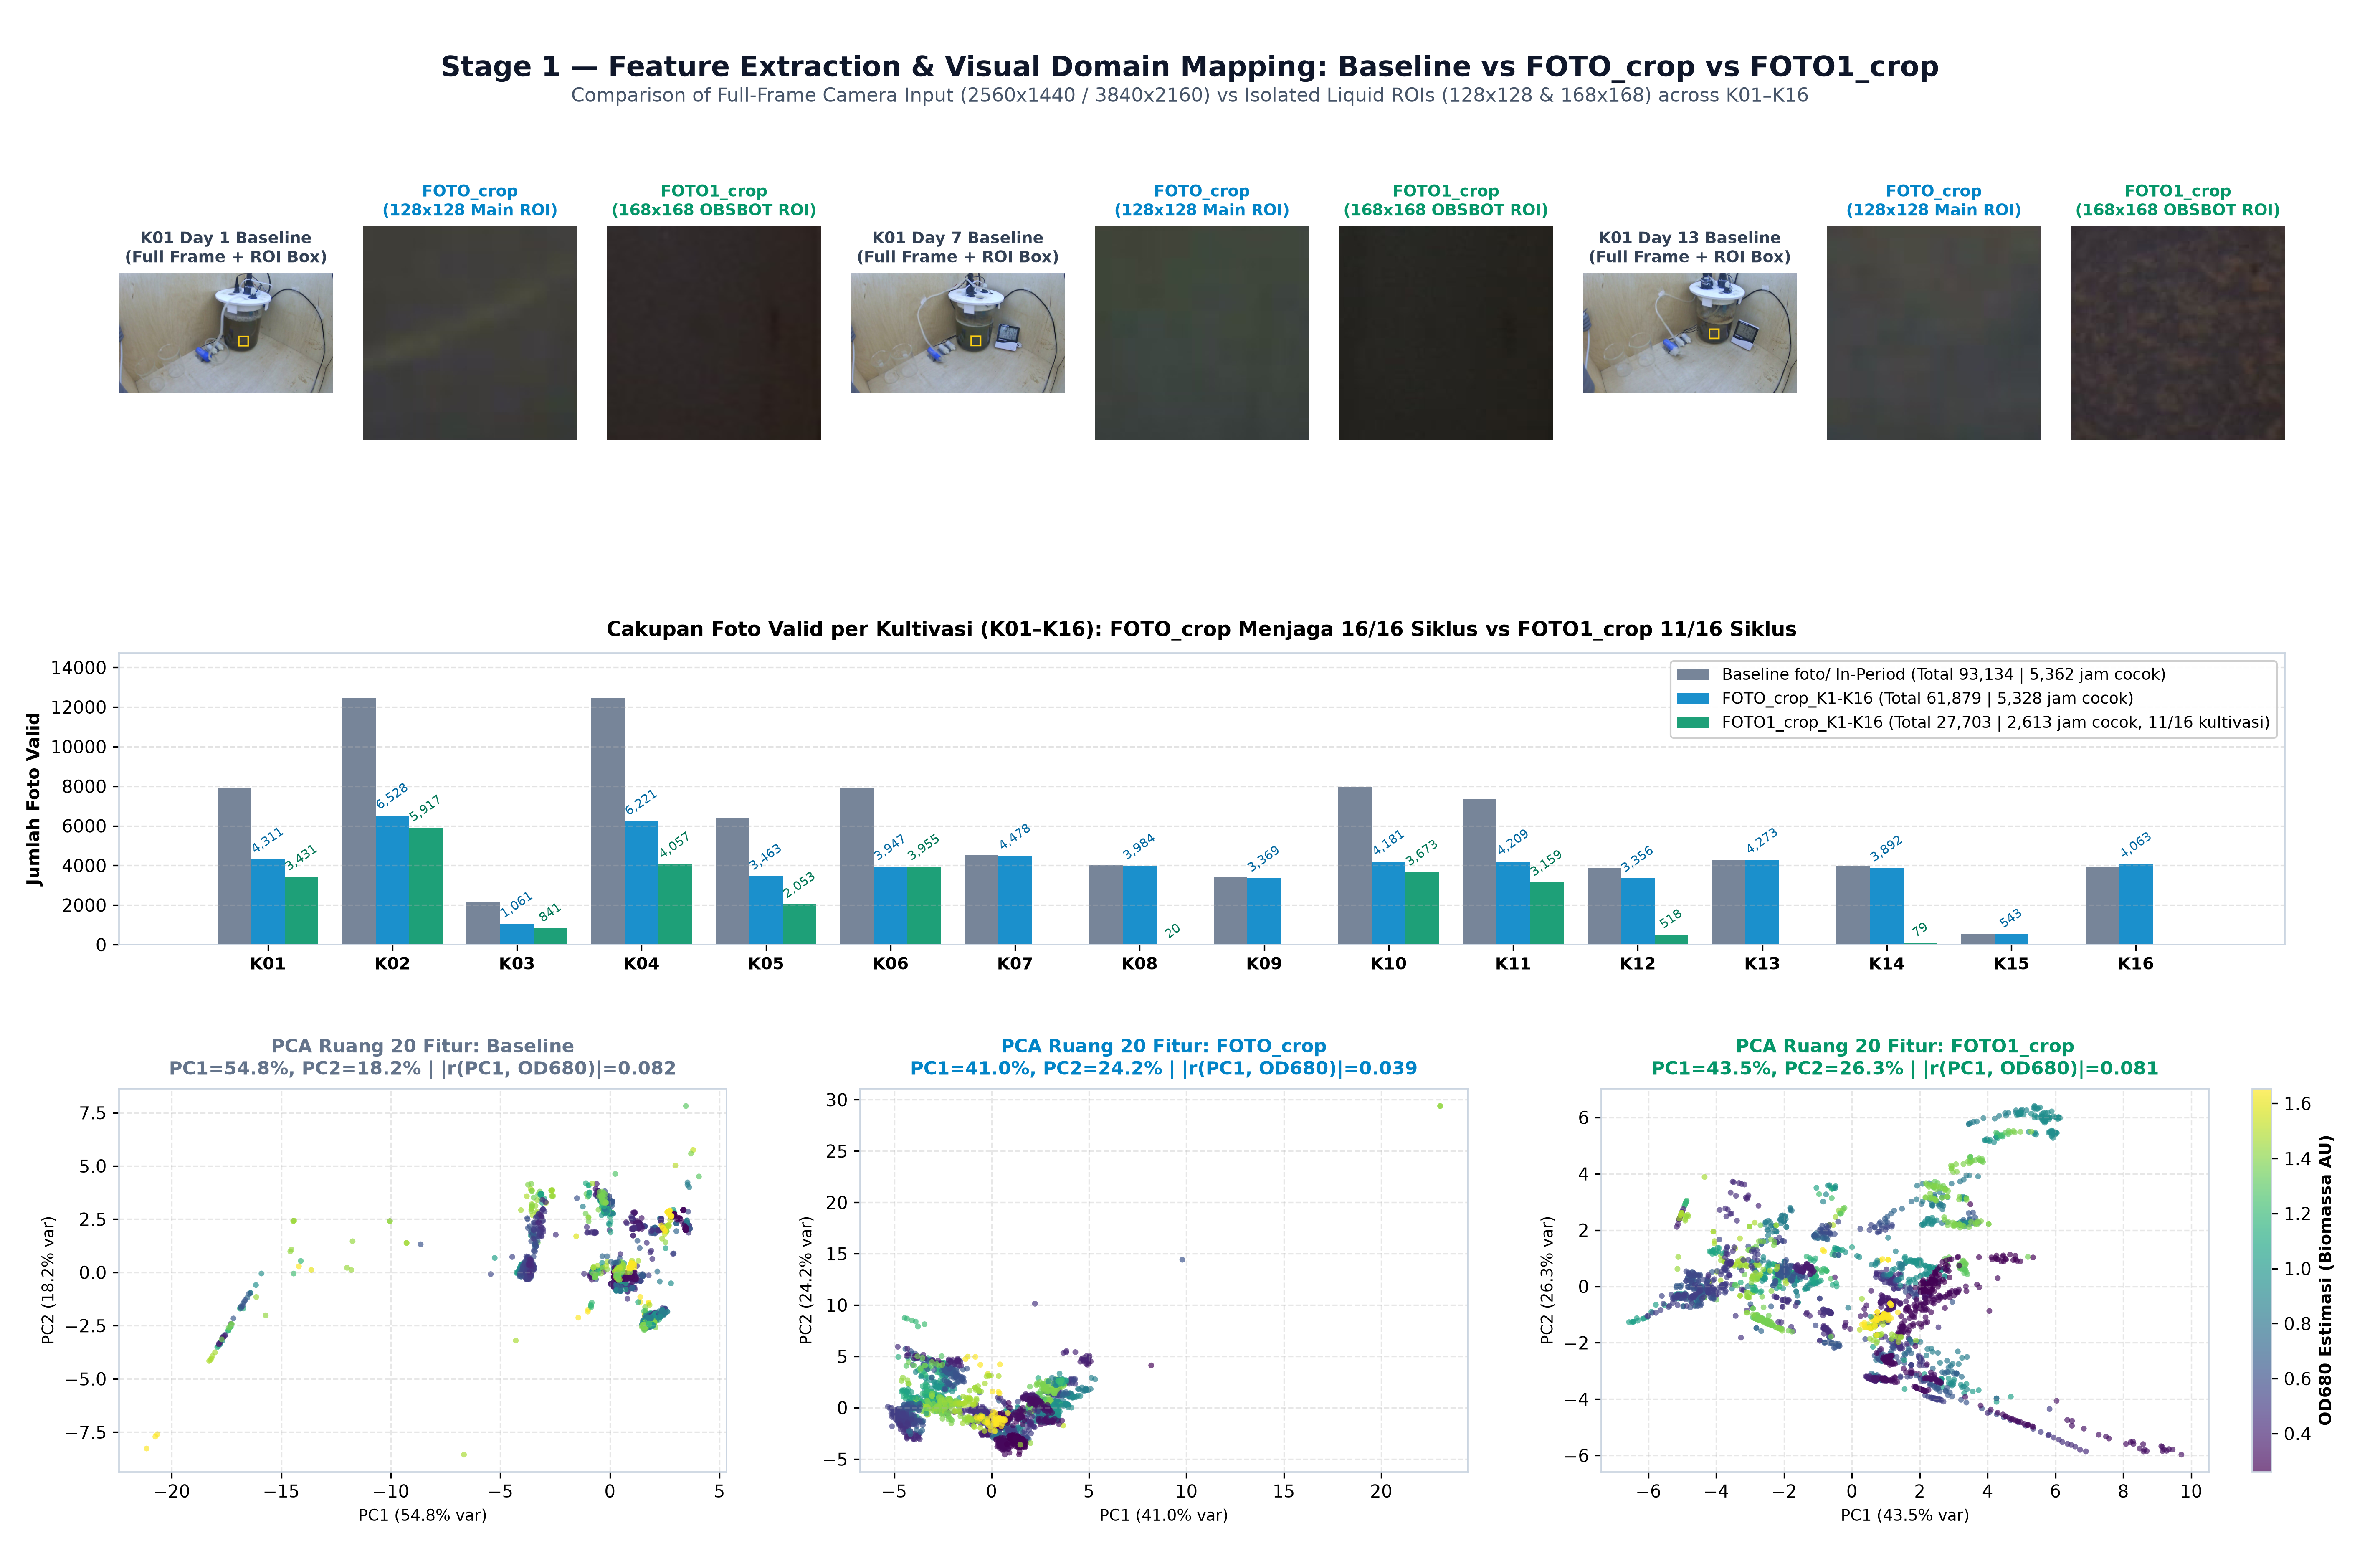 Stage 1 — Feature Extraction & Visual Domain Mapping: Baseline vs FOTO_crop vs FOTO1_crop
Comparison of Full-Frame Camera Input (2560x1440 / 3840x2160) vs Isolated Liquid ROIs (128x128 & 168x168) across K01–K16
K01 Day 1 Baseline
(Full Frame + ROI Box)
FOTO_crop
(128x128 Main ROI)
FOTO1_crop
(168x168 OBSBOT ROI)
K01 Day 7 Baseline
(Full Frame + ROI Box)
FOTO_crop
(128x128 Main ROI)
FOTO1_crop
(168x168 OBSBOT ROI)
K01 Day 13 Baseline
(Full Frame + ROI Box)
FOTO_crop
(128x128 Main ROI)
FOTO1_crop
(168x168 OBSBOT ROI)
Cakupan Foto Valid per Kultivasi (K01–K16): FOTO_crop Menjaga 16/16 Siklus vs FOTO1_crop 11/16 Siklus
Jumlah Foto Valid
14000
12000
10000
8000
6000
4000
2000
0
Baseline foto/ In-Period (Total 93,134 | 5,362 jam cocok)
FOTO_crop_K1-K16 (Total 61,879 | 5,328 jam cocok)
FOTO1_crop_K1-K16 (Total 27,703 | 2,613 jam cocok, 11/16 kultivasi)
4,311
3,431
6,528
5,917
1,061
841
6,221
4,057
3,463
2,053
3,947
3,955
4,478
3,984
20
3,369
4,181
3,673
4,209
3,159
3,356
518
4,273
3,892
79
543
4,063
K01 K02 K03 K04 K05 K06 K07 K08 K09 K10 K11 K12 K13 K14 K15 K16
PCA Ruang 20 Fitur: Baseline
PC1=54.8%, PC2=18.2% | |r(PC1, OD680)|=0.082
PC2 (18.2% var)
7.5
5.0
2.5
0.0
−2.5
−5.0
−7.5
−20 −15 −10 −5 0 5
PC1 (54.8% var)
PCA Ruang 20 Fitur: FOTO_crop
PC1=41.0%, PC2=24.2% | |r(PC1, OD680)|=0.039
PC2 (24.2% var)
30
25
20
15
10
5
0
−5
−5 0 5 10 15 20
PC1 (41.0% var)
PCA Ruang 20 Fitur: FOTO1_crop
PC1=43.5%, PC2=26.3% | |r(PC1, OD680)|=0.081
PC2 (26.3% var)
6
4
2
0
−2
−4
−6
−6 −4 −2 0 2 4 6 8 10
PC1 (43.5% var)
1.6
1.4
1.2
1.0
0.8
0.6
0.4
OD680 Estimasi (Biomassa AU)